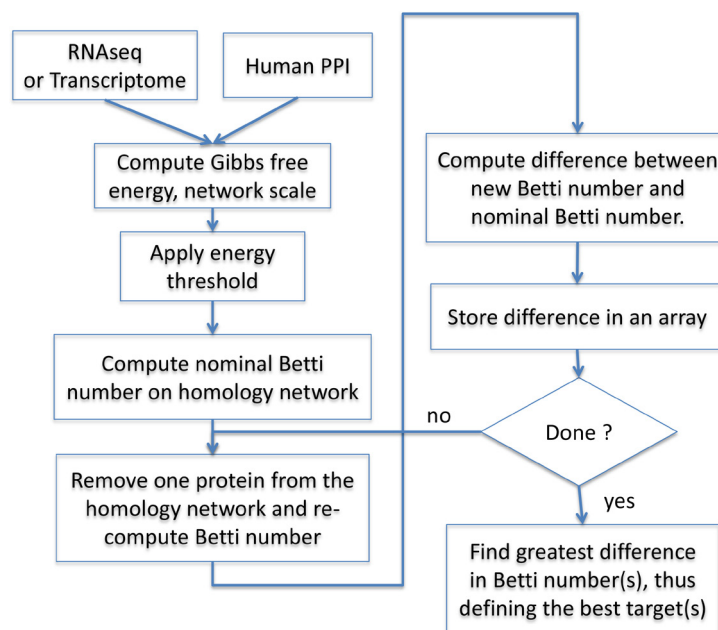 RNAseq
or Transcriptome
Human PPI
Compute Gibbs free
energy, network scale
Apply energy
threshold
Compute nominal Betti
number on homology network
Remove one protein from the
homology network and re-
compute Betti number
Compute difference between
new Betti number and
nominal Betti number.
Store difference in an array
Done ?
no
yes
Find greatest difference
in Betti number(s), thus
defining the best target(s)